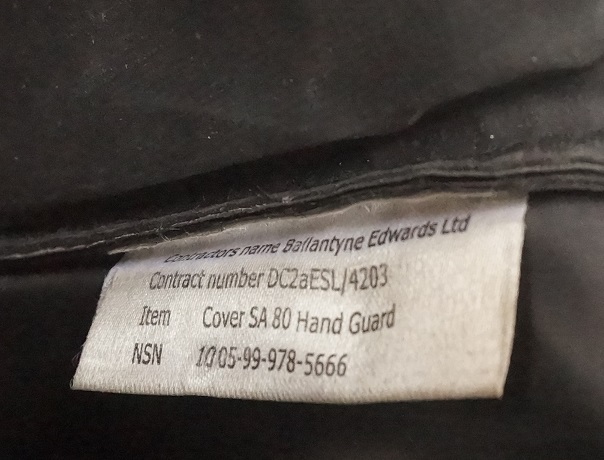 Contractors name Ballantyne Edwards Ltd
Contract number DC2aESL/4203
Item Cover SA 80 Hand Guard
NSN 1005-99-978-5666